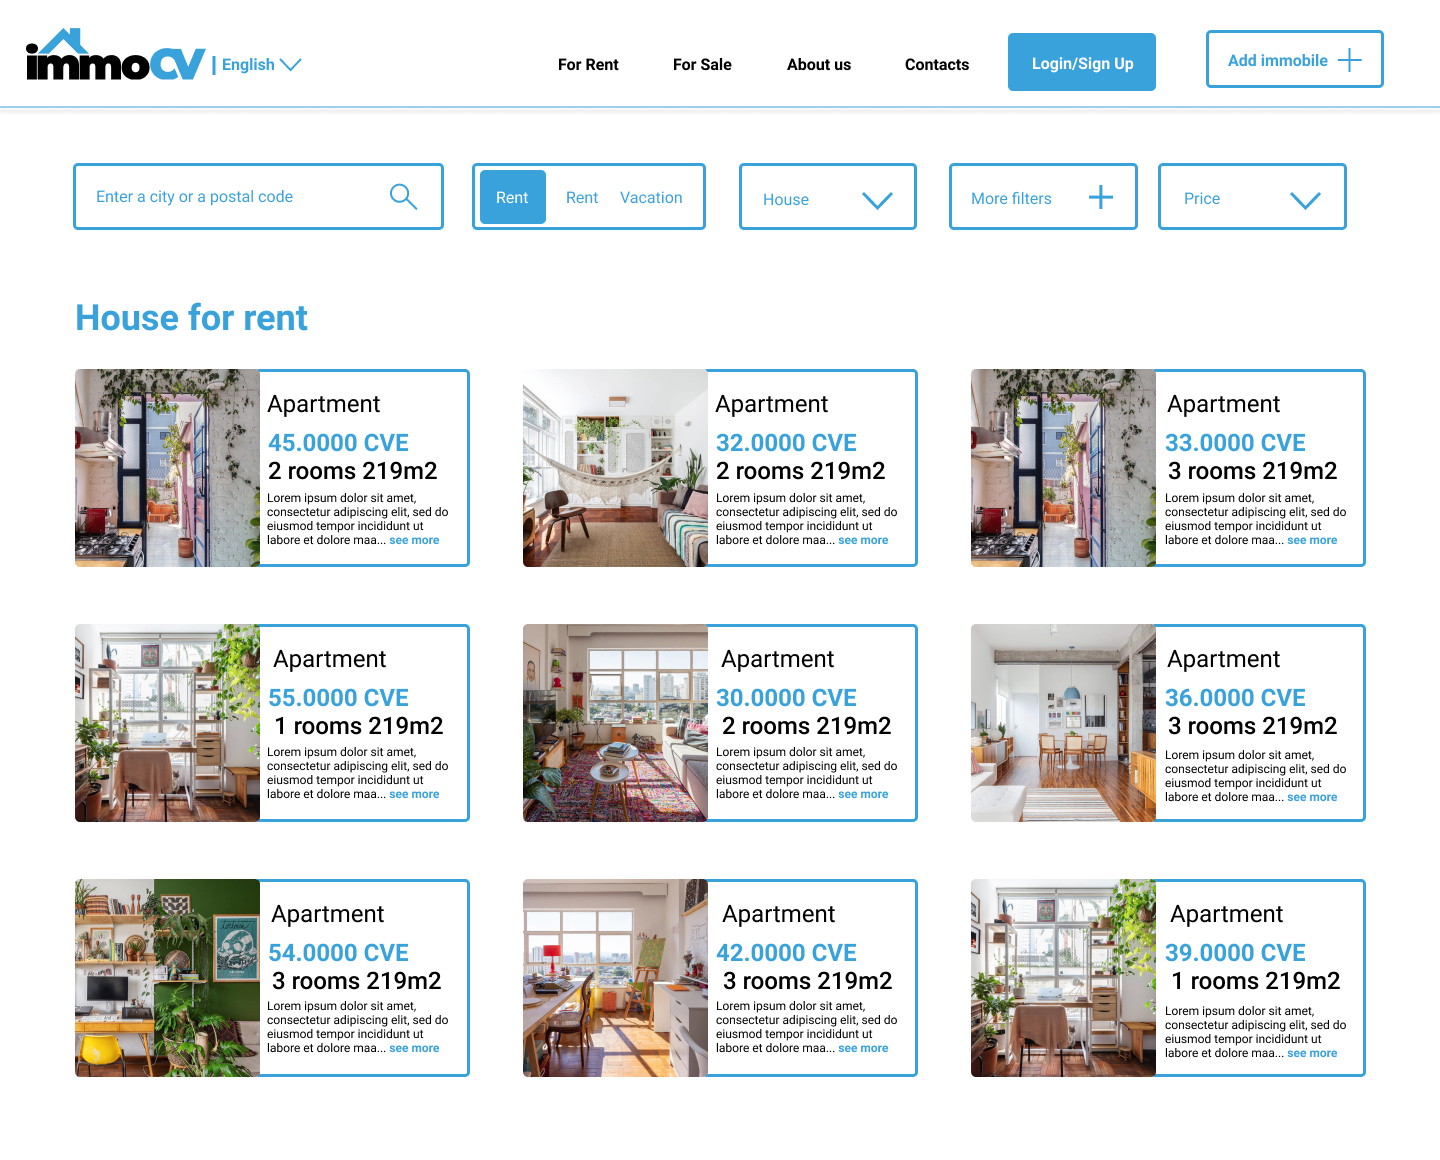 immoCV
English
For Rent
For Sale
About us
Contacts
Login/Sign Up
Add immobile
Enter a city or a postal code
Rent
Rent
Vacation
House
More filters
Price
House for rent
Apartment
45.0000 CVE
2 rooms 219m2
Lorem ipsum dolor sit amet,
consectetur adipiscing elit, sed do
eiusmod tempor incididunt ut
labore et dolore maa... see more
Apartment
32.0000 CVE
2 rooms 219m2
Lorem ipsum dolor sit amet,
consectetur adipiscing elit, sed do
eiusmod tempor incididunt ut
labore et dolore maa... see more
Apartment
33.0000 CVE
3 rooms 219m2
Lorem ipsum dolor sit amet,
consectetur adipiscing elit, sed do
eiusmod tempor incididunt ut
labore et dolore maa... see more
Apartment
55.0000 CVE
1 rooms 219m2
Lorem ipsum dolor sit amet,
consectetur adipiscing elit, sed do
eiusmod tempor incididunt ut
labore et dolore maa... see more
Apartment
30.0000 CVE
2 rooms 219m2
Lorem ipsum dolor sit amet,
consectetur adipiscing elit, sed do
eiusmod tempor incididunt ut
labore et dolore maa... see more
Apartment
36.0000 CVE
3 rooms 219m2
Lorem ipsum dolor sit amet,
consectetur adipiscing elit, sed do
eiusmod tempor incididunt ut
labore et dolore maa... see more
Apartment
54.0000 CVE
3 rooms 219m2
Lorem ipsum dolor sit amet,
consectetur adipiscing elit, sed do
eiusmod tempor incididunt ut
labore et dolore maa... see more
Apartment
42.0000 CVE
3 rooms 219m2
Lorem ipsum dolor sit amet,
consectetur adipiscing elit, sed do
eiusmod tempor incididunt ut
labore et dolore maa... see more
Apartment
39.0000 CVE
1 rooms 219m2
Lorem ipsum dolor sit amet,
consectetur adipiscing elit, sed do
eiusmod tempor incididunt ut
labore et dolore maa... see more